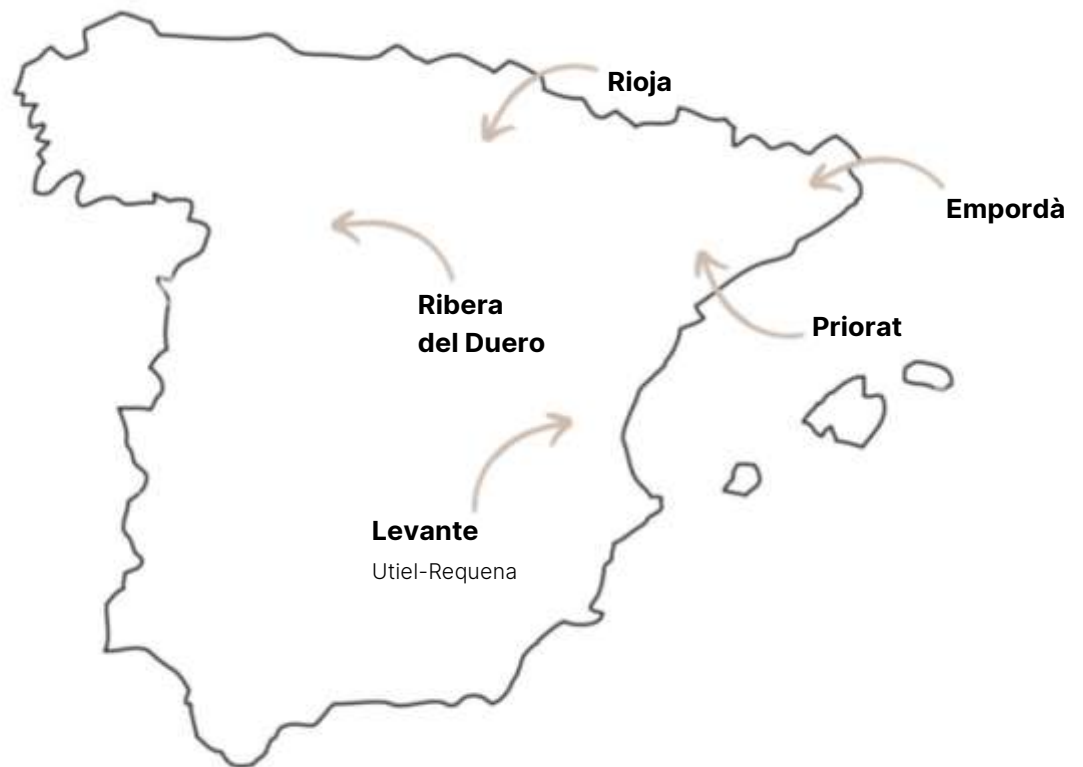 Rioja
Empordà
Ribera
del Duero
Priorat
Levante
Utiel-Requena